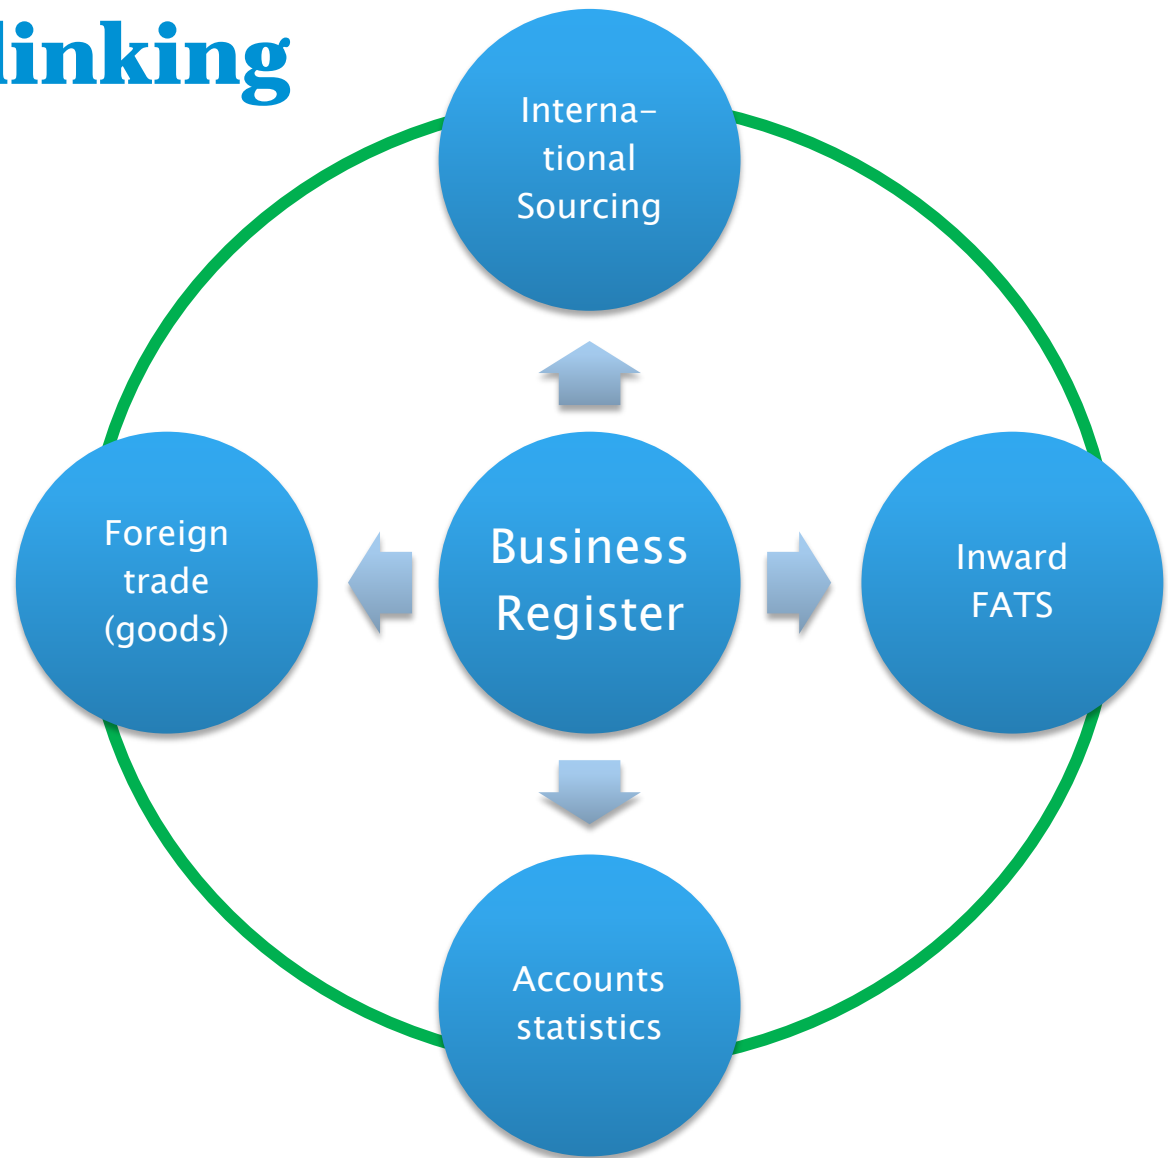 linking
Interna-
tional
Sourcing
Foreign
trade
(goods)
Business
Register
Inward
FATS
Accounts
statistics